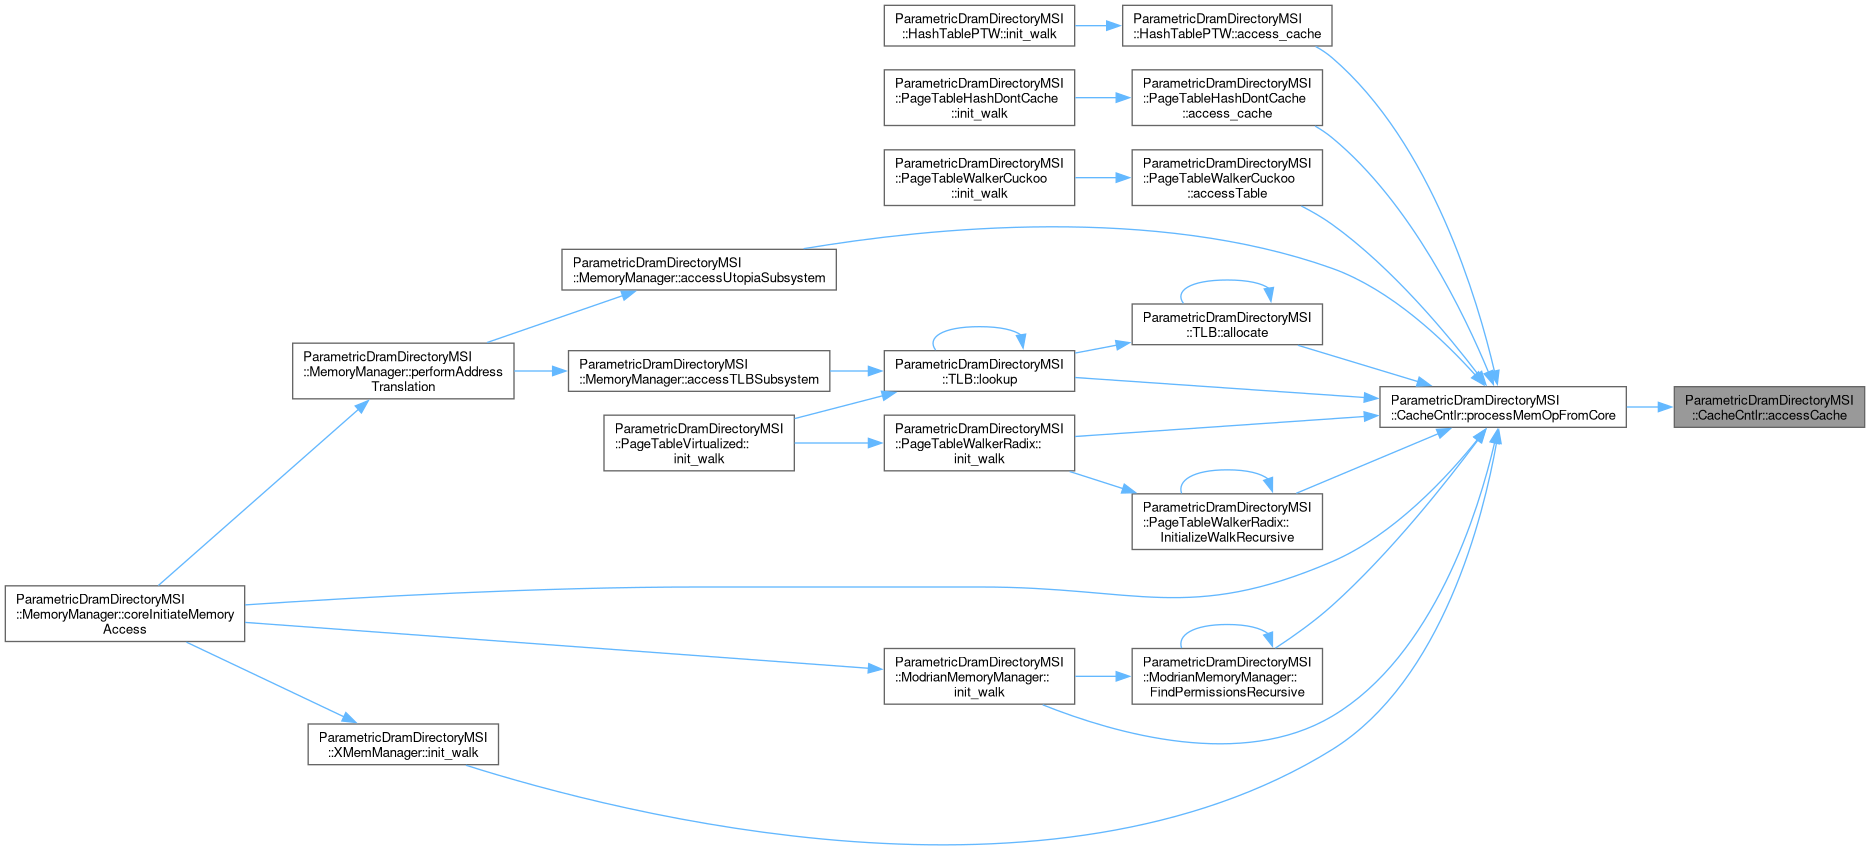 ParametricDramDirectoryMSI
::HashTablePTW::init_walk
ParametricDramDirectoryMSI
::HashTablePTW::access_cache
ParametricDramDirectoryMSI
::PageTableHashDontCache
::init_walk
ParametricDramDirectoryMSI
::PageTableHashDontCache
::access_cache
ParametricDramDirectoryMSI
::PageTableWalkerCuckoo
::init_walk
ParametricDramDirectoryMSI
::PageTableWalkerCuckoo
::accessTable
ParametricDramDirectoryMSI
::MemoryManager::accessUtopiaSubsystem
ParametricDramDirectoryMSI
::TLB::allocate
ParametricDramDirectoryMSI
::MemoryManager::performAddress
Translation
ParametricDramDirectoryMSI
::MemoryManager::accessTLBSubsystem
ParametricDramDirectoryMSI
::TLB::lookup
ParametricDramDirectoryMSI
::CacheCntlr::processMemOpFromCore
ParametricDramDirectoryMSI
::CacheCntlr::accessCache
ParametricDramDirectoryMSI
::PageTableVirtualized::
init_walk
ParametricDramDirectoryMSI
::PageTableWalkerRadix::
init_walk
ParametricDramDirectoryMSI
::PageTableWalkerRadix::
InitializeWalkRecursive
ParametricDramDirectoryMSI
::MemoryManager::coreInitiateMemory
Access
ParametricDramDirectoryMSI
::ModrianMemoryManager::
init_walk
ParametricDramDirectoryMSI
::ModrianMemoryManager::
FindPermissionsRecursive
ParametricDramDirectoryMSI
::XMemManager::init_walk